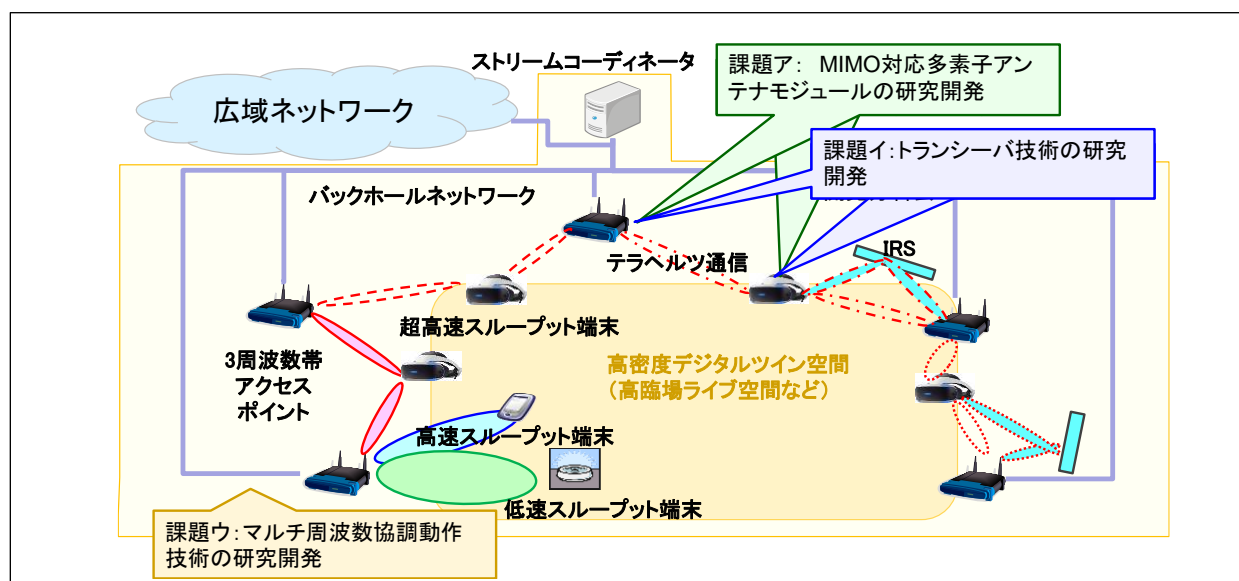 ストリームコーディネータ
課題ア: MIMO対応多素子アン
テナモジュールの研究開発
広域ネットワーク
課題イ:トランシーバ技術の研究
開発
バックホールネットワーク
テラヘルツ通信
IRS
超高速スループット端末
3周波数帯
アクセス
ポイント
高密度デジタルツイン空間
(高臨場ライブ空間など)
高速スループット端末
低速スループット端末
課題ウ:マルチ周波数協調動作
技術の研究開発